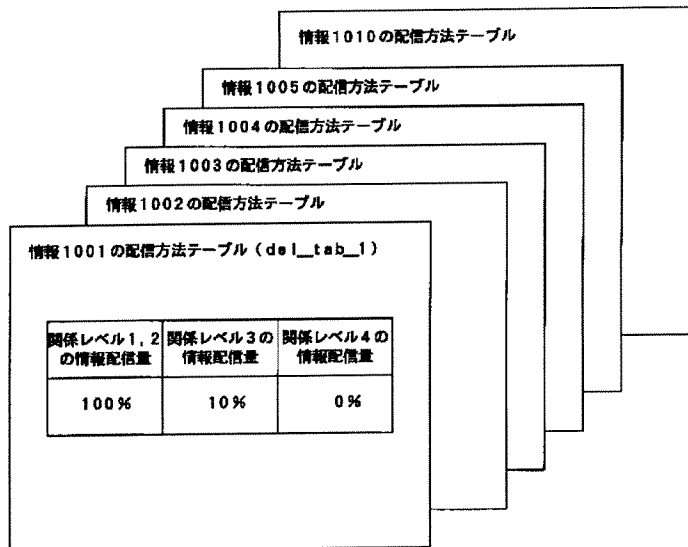 情報1010の配信方法テーブル
情報1005の配信方法テーブル
情報1004の配信方法テーブル
情報1003の配信方法テーブル
情報1002の配信方法テーブル
情報1001の配信方法テーブル(del_tab_1)
関係レベル1,2の情報配信量 関係レベル3の情報配信量 関係レベル4の情報配信量
100% 10% 0%